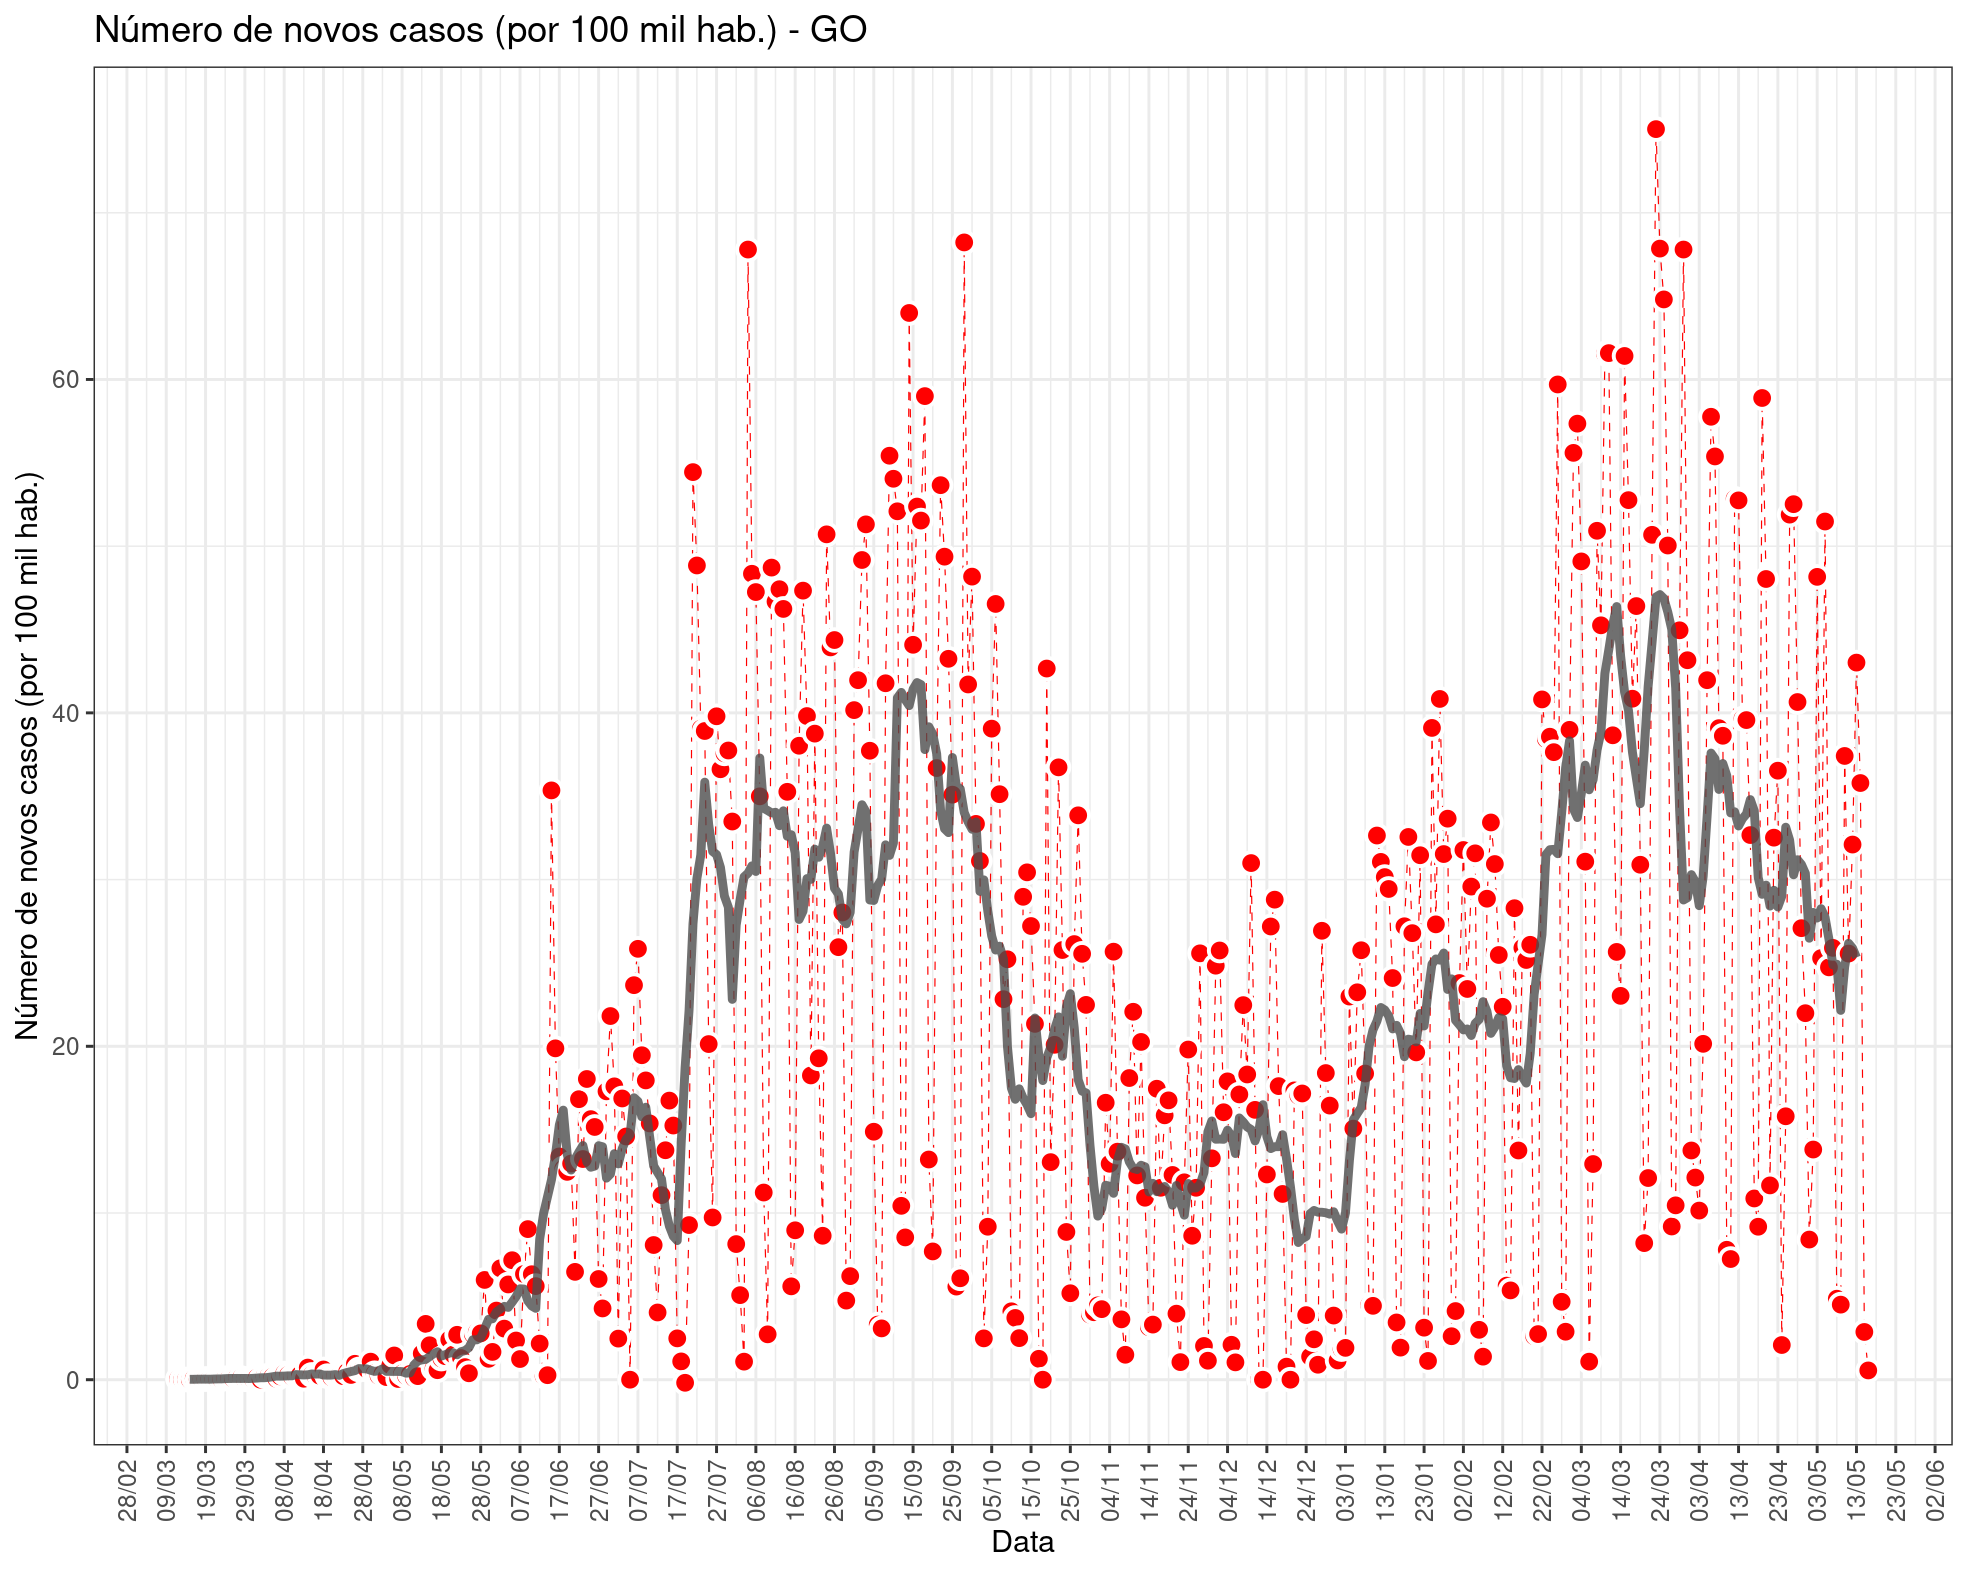 Número de novos casos (por 100 mil hab.) - GO
Número de novos casos (por 100 mil hab.)
60
40
20
0
28/02 09/03 19/03 29/03 08/04 18/04 28/04 08/05 18/05 28/05 07/06 17/06 27/06 07/07 17/07 27/07 06/08 16/08 26/08 05/09 15/09 25/09 05/10 15/10 25/10 04/11 14/11 24/11 04/12 14/12 24/12 03/01 13/01 23/01 02/02 12/02 22/02 04/03 14/03 24/03 03/04 13/04 23/04 03/05 13/05 23/05 02/06
Data